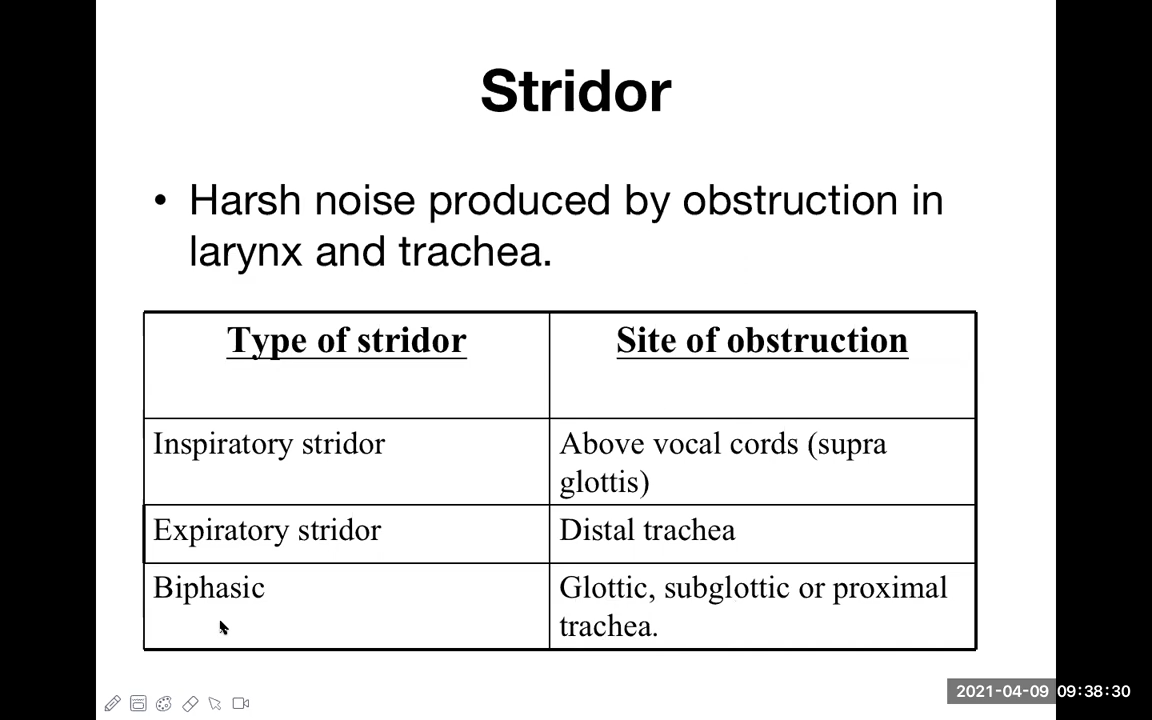 Stridor
• Harsh noise produced by obstruction in
larynx and trachea.
Type of stridor
Site of obstruction
Inspiratory stridor
Above vocal cords (supra
glottis)
Expiratory stridor
Distal trachea
Biphasic
Glottic, subglottic or proximal
trachea.
2021-04-09 09:38:30